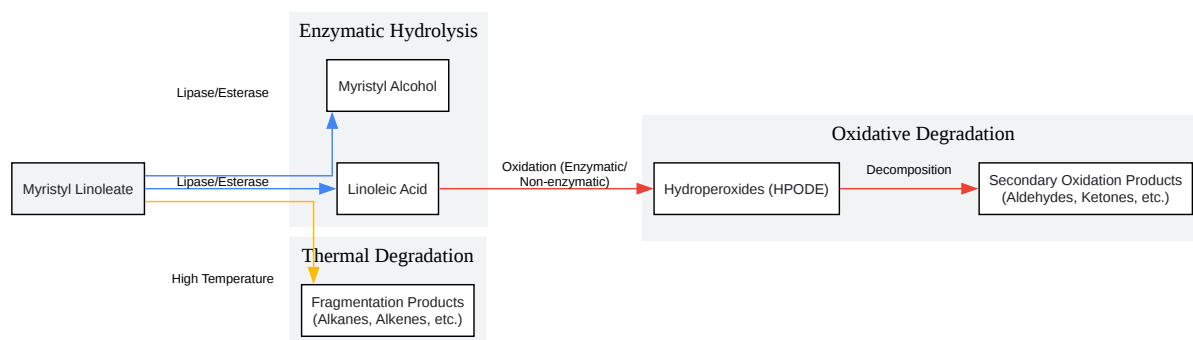 Enzymatic Hydrolysis
Lipase/Esterase
Myristyl Alcohol
Myristyl Linoleate
Lipase/Esterase
Linoleic Acid
Oxidation (Enzymatic/
Non-enzymatic)
Oxidative Degradation
Hydroperoxides (HPODE)
Decomposition
Secondary Oxidation Products
(Aldehydes, Ketones, etc.)
Thermal Degradation
High Temperature
Fragmentation Products
(Alkanes, Alkenes, etc.)